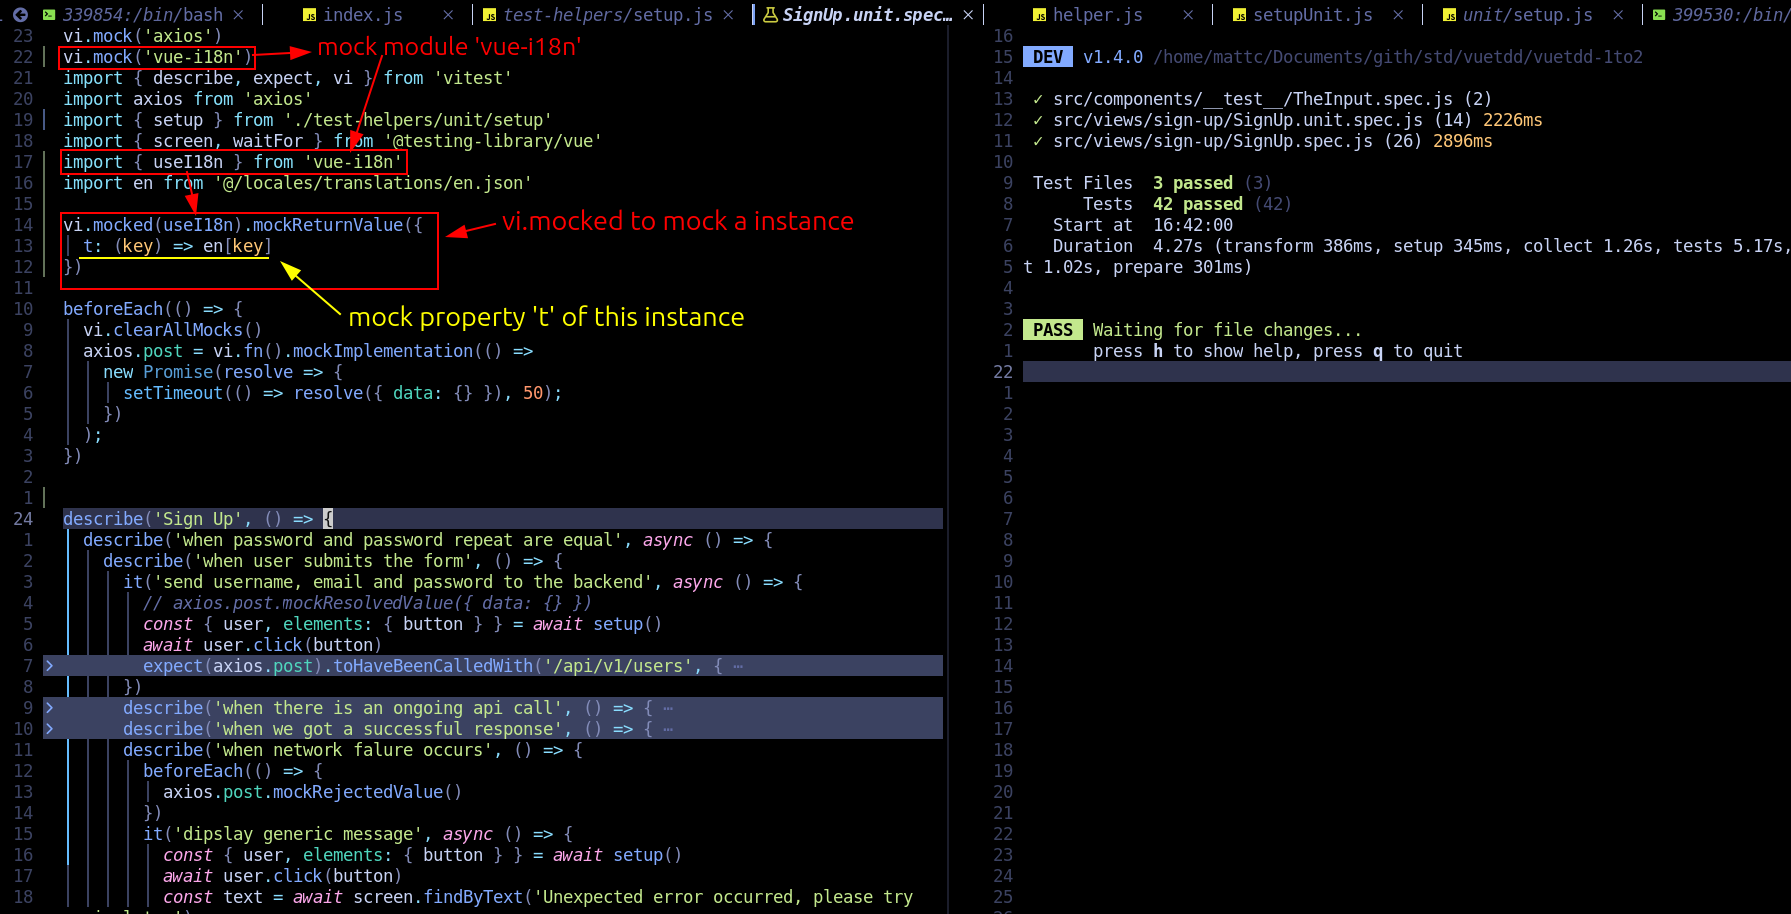 339854:/bin/bash × index.js × test-helpers/setup.js × SignUp.unit.spec… × helper.js × setupUnit.js × unit/setup.js × 399530:/bin/
23 vi.mock('axios')
mock module 'vue-i18n'
22 vi.mock('vue-i18n')
21 import { describe, expect, vi } from 'vitest'
20 import axios from 'axios'
19 import { setup } from './test-helpers/unit/setup'
18 import { screen, waitFor } from '@testing-library/vue'
17 import { useI18n } from 'vue-i18n'
16 import en from '@/locales/translations/en.json'
15
14 vi.mocked(useI18n).mockReturnValue({
vi.mocked to mock a instance
13 t: (key) => en[key]
12 })
11
10 beforeEach(() => {
mock property 't' of this instance
9 vi.clearAllMocks()
8 axios.post = vi.fn().mockImplementation(() =>
7 new Promise(resolve => {
6 setTimeout(() => resolve({ data: {} }), 50);
5 })
4 );
3 })
2
1
24 describe('Sign Up', () => {
1 describe('when password and password repeat are equal', async () => {
2 describe('when user submits the form', () => {
3 it('send username, email and password to the backend', async () => {
4 // axios.post.mockResolvedValue({ data: {} })
5 const { user, elements: { button } } = await setup()
6 await user.click(button)
7 expect(axios.post).toHaveBeenCalledWith('/api/v1/users', { ⋯
8 })
9 describe('when there is an ongoing api call', () => { ⋯
10 describe('when we got a successful response', () => { ⋯
11 describe('when network falure occurs', () => {
12 beforeEach(() => {
13 axios.post.mockRejectedValue()
14 })
15 it('dipslay generic message', async () => {
16 const { user, elements: { button } } = await setup()
17 await user.click(button)
18 const text = await screen.findByText('Unexpected error occurred, please try
16
15 DEV v1.4.0 /home/mattc/Documents/gith/std/vuetdd/vuetdd-1to2
14
13 ✓ src/components/__test__/TheInput.spec.js (2)
12 ✓ src/views/sign-up/SignUp.unit.spec.js (14) 2226ms
11 ✓ src/views/sign-up/SignUp.spec.js (26) 2896ms
10
9 Test Files 3 passed (3)
8 Tests 42 passed (42)
7 Start at 16:42:00
6 Duration 4.27s (transform 386ms, setup 345ms, collect 1.26s, tests 5.17s,
5 t 1.02s, prepare 301ms)
4
3
2 PASS Waiting for file changes...
1 press h to show help, press q to quit
22
1
2
3
4
5
6
7
8
9
10
11
12
13
14
15
16
17
18
19
20
21
22
23
24
25